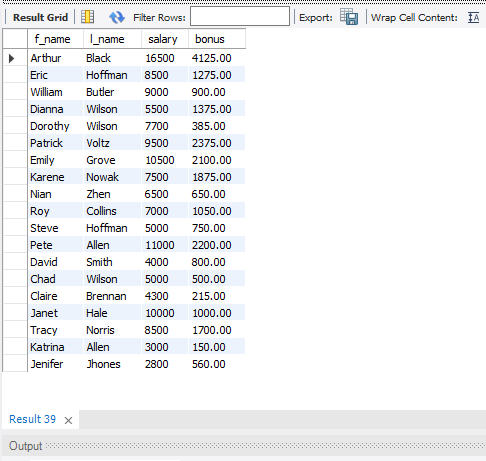 Result Grid Filter Rows: Export: Wrap Cell Content:
f_name l_name salary bonus
Arthur Black 16500 4125.00
Eric Hoffman 8500 1275.00
William Butler 9000 900.00
Dianna Wilson 5500 1375.00
Dorothy Wilson 7700 385.00
Patrick Voltz 9500 2375.00
Emily Grove 10500 2100.00
Karene Nowak 7500 1875.00
Nian Zhen 6500 650.00
Roy Collins 7000 1050.00
Steve Hoffman 5000 750.00
Pete Allen 11000 2200.00
David Smith 4000 800.00
Chad Wilson 5000 500.00
Claire Brennan 4300 215.00
Janet Hale 10000 1000.00
Tracy Norris 8500 1700.00
Katrina Allen 3000 150.00
Jenifer Jhones 2800 560.00
Result 39
Output